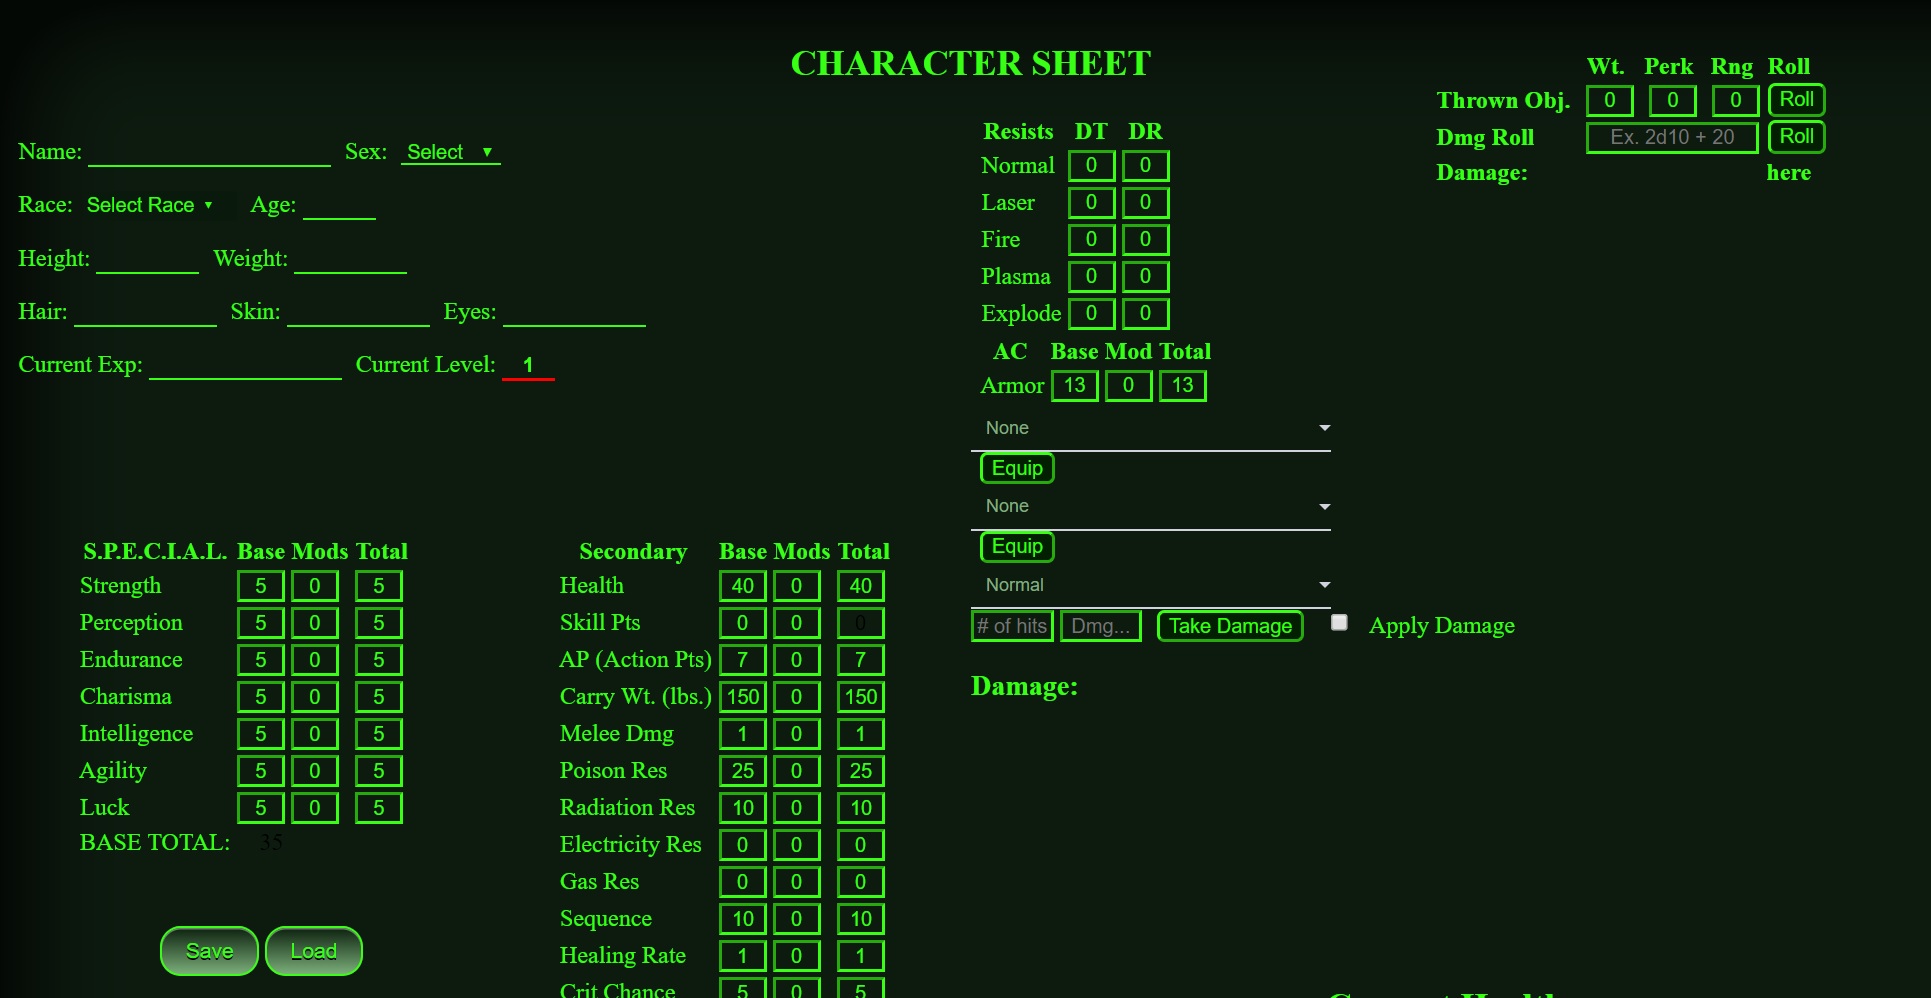 CHARACTER SHEET
Wt. Perk Rng Roll
Thrown Obj. 0 0 0 Roll
Dmg Roll Ex. 2d10 + 20 Roll
Damage: here
Name: Sex: Select
Race: Select Race Age:
Height: Weight:
Hair: Skin: Eyes:
Current Exp: Current Level: 1
Resists DT DR
Normal 0 0
Laser 0 0
Fire 0 0
Plasma 0 0
Explode 0 0
AC Base Mod Total
Armor 13 0 13
None
Equip
None
Equip
Normal
# of hits Dmg... Take Damage Apply Damage
Damage:
S.P.E.C.I.A.L. Base Mods Total
Strength 5 0 5
Perception 5 0 5
Endurance 5 0 5
Charisma 5 0 5
Intelligence 5 0 5
Agility 5 0 5
Luck 5 0 5
BASE TOTAL: 35
Save Load
Secondary Base Mods Total
Health 40 0 40
Skill Pts 0 0 0
AP (Action Pts) 7 0 7
Carry Wt. (lbs.) 150 0 150
Melee Dmg 1 0 1
Poison Res 25 0 25
Radiation Res 10 0 10
Electricity Res 0 0 0
Gas Res 0 0 0
Sequence 10 0 10
Healing Rate 1 0 1
Crit Chance 5 0 5